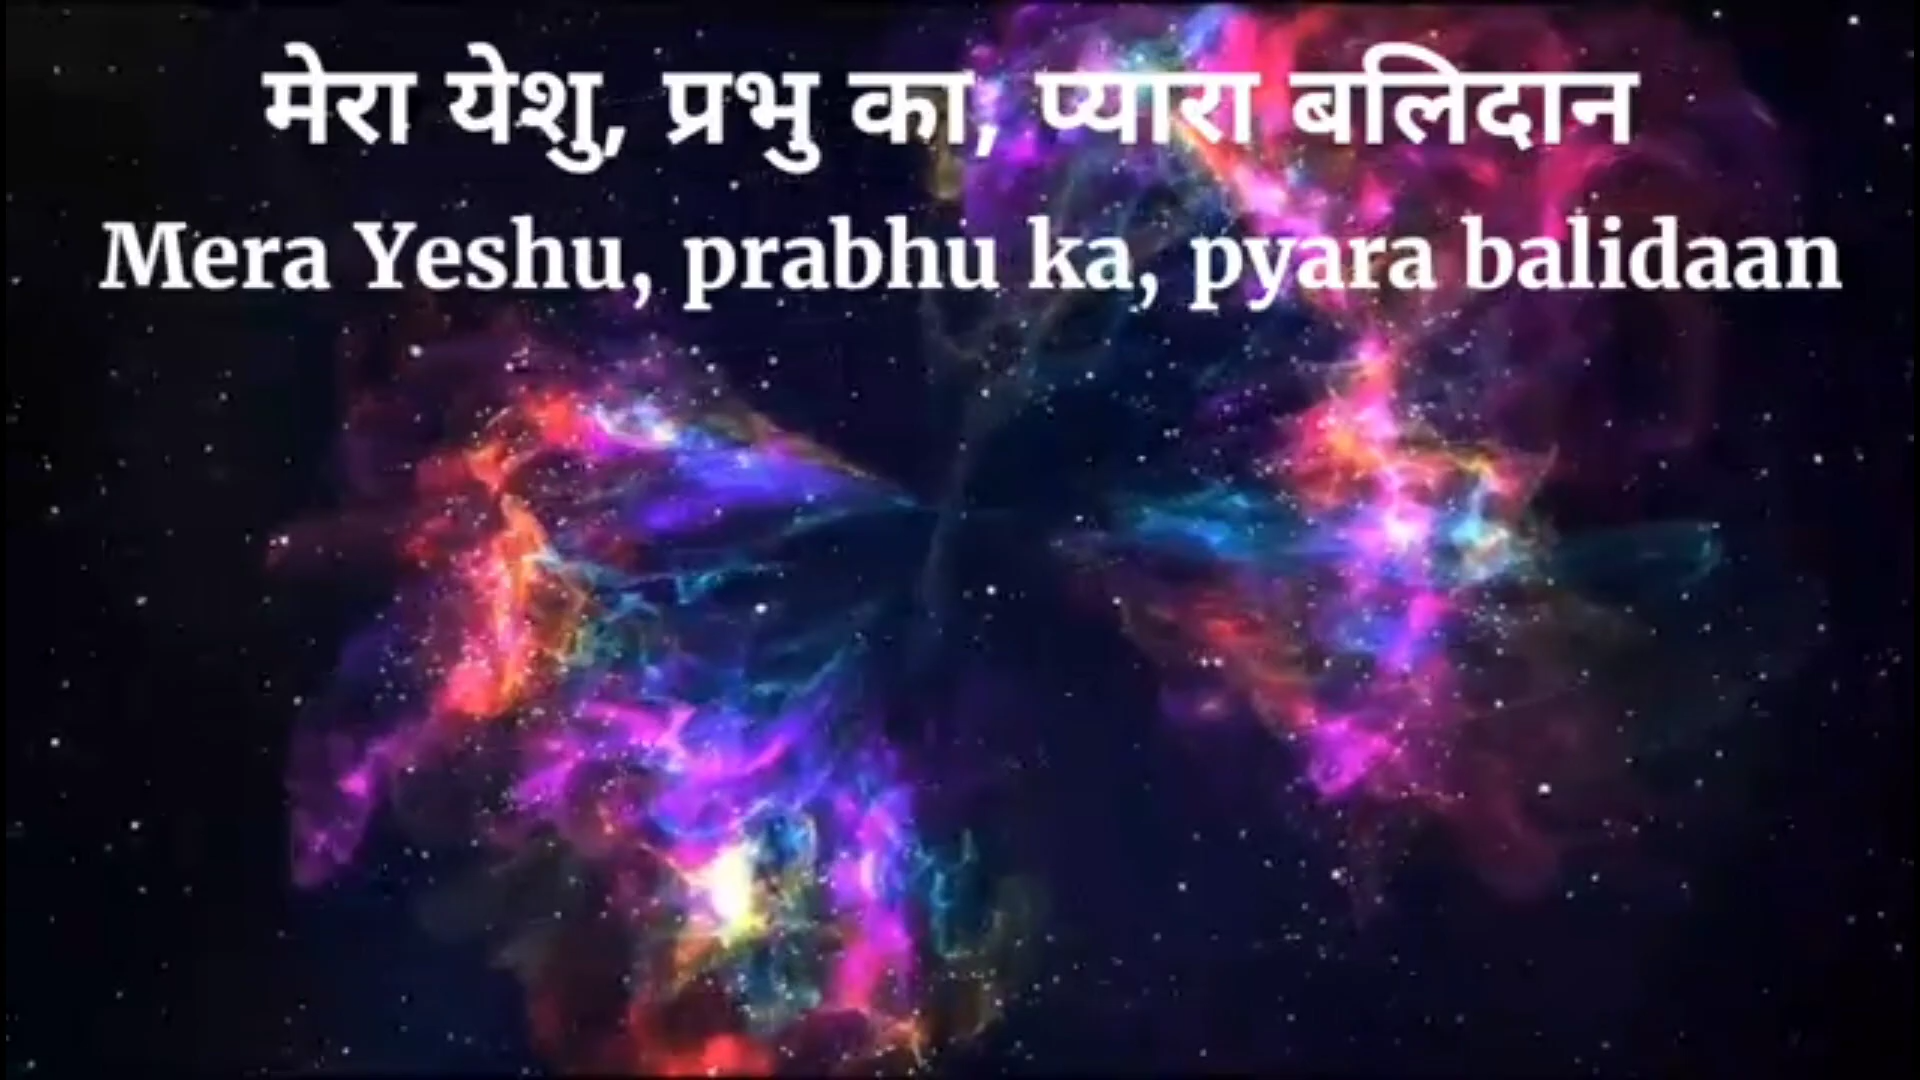 मेरा येशु, प्रभु का, प्यारा बलिदान
Mera Yeshu, prabhu ka, pyara balidaan